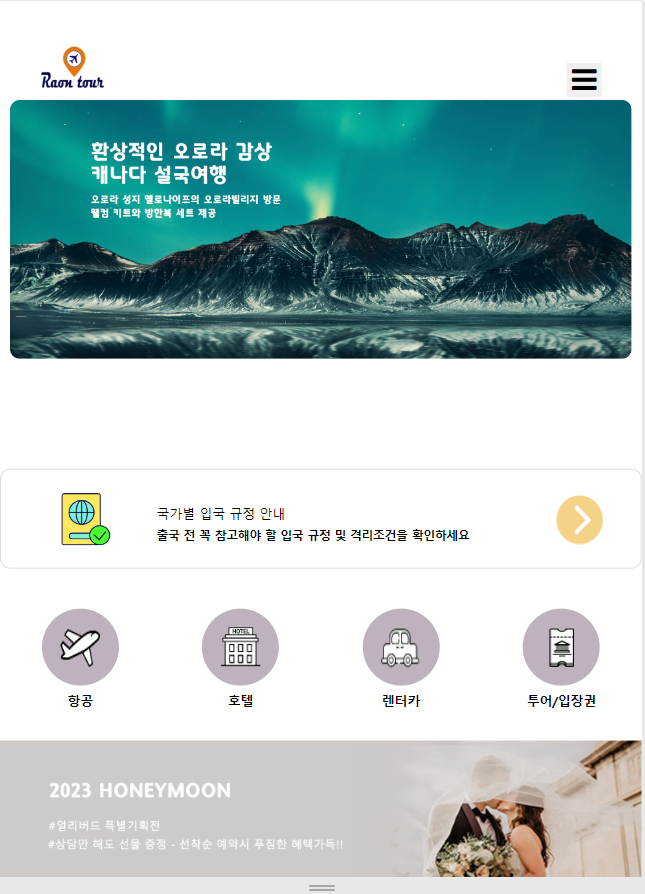 Raon tour
환상적인 오로라 감상
캐나다 설국여행
오로라 성지 옐로나이프의 오로라빌리지 방문
웰컴 키트와 방한복 세트 제공
국가별 입국 규정 안내
출국 전 꼭 참고해야 할 입국 규정 및 격리조건을 확인하세요
HOTEL
항공
호텔
렌터카
투어/입장권
2023 HONEYMOON
#얼리버드 특별기획전
#상담만 해도 선물 증정 - 선착순 예약시 푸짐한 혜택가득!!